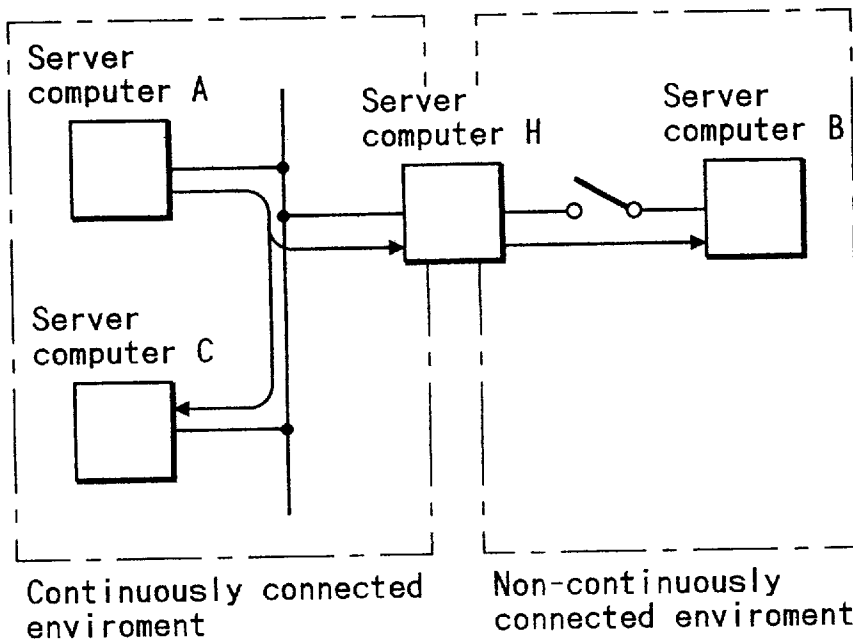 Server
computer A
Server
computer H
Server
computer B
Server
computer C
Continuously connected
enviroment
Non-continuously
connected enviroment